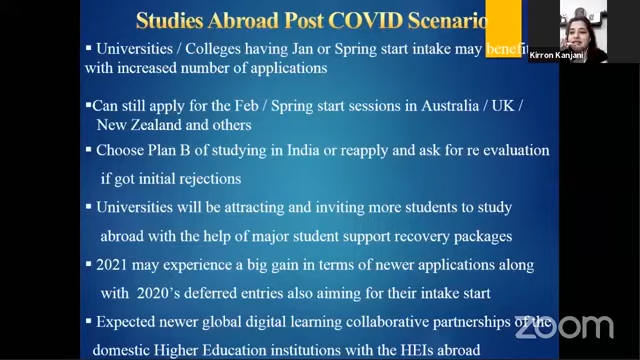 Studies Abroad Post COVID Scenario
▪ Universities / Colleges having Jan or Spring start intake may benefit
with increased number of applications
▪Can still apply for the Feb / Spring start sessions in Australia / UK /
New Zealand and others
▪ Choose Plan B of studying in India or reapply and ask for re evaluation
if got initial rejections
▪ Universities will be attracting and inviting more students to study
abroad with the help of major student support recovery packages
▪ 2021 may experience a big gain in terms of newer applications along
with 2020's deferred entries also aiming for their intake start
▪ Expected newer global digital learning collaborative partnerships of the
domestic Higher Education institutions with the HEIs abroad
Kirron Kanjani
zoom